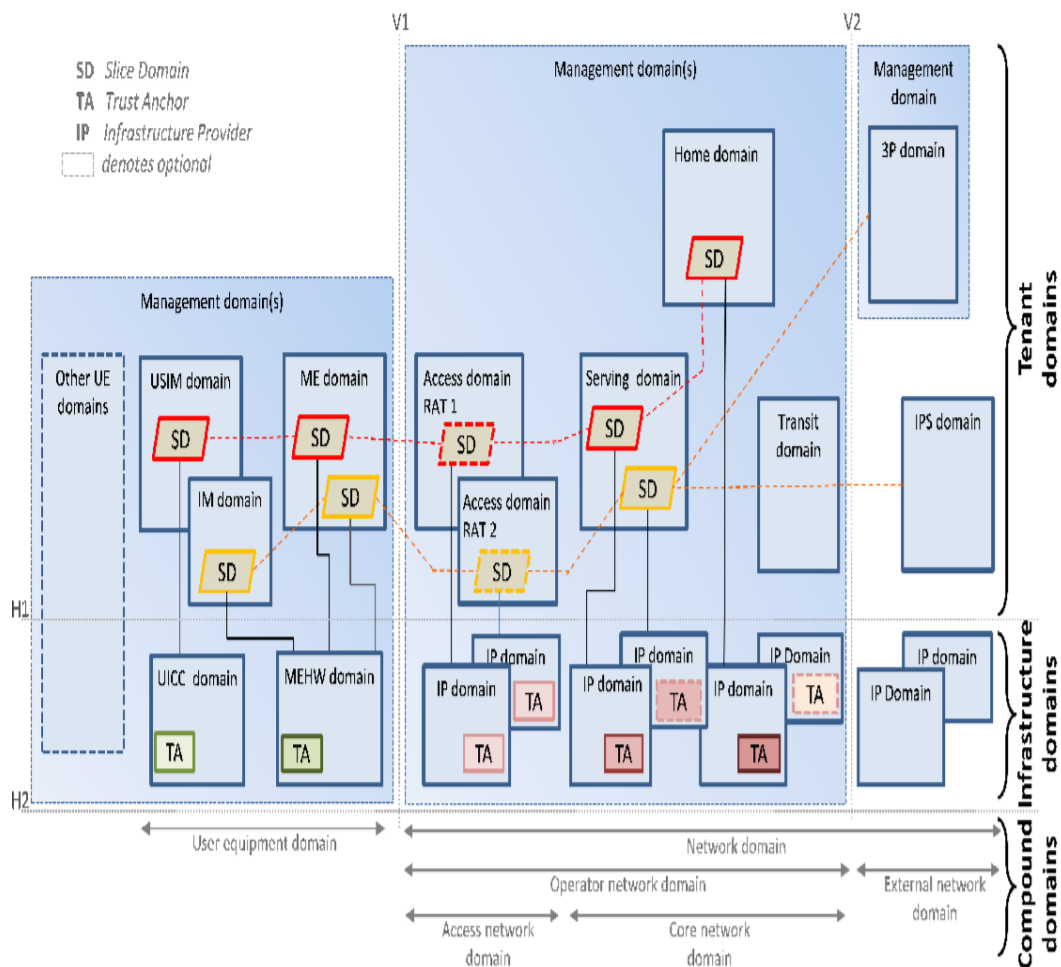 V1
V2
SD Slice Domain
TA Trust Anchor
IP Infrastructure Provider
denotes optional
Management domain(s)
Management
domain
Home domain
SD
3P domain
Management domain(s)
Other UE
domains
USIM domain
SD
ME domain
SD
SD
IM domain
SD
Access domain
RAT 1
SD
Access domain
RAT 2
SD
Serving domain
SD
SD
Transit
domain
IPS domain
Tenant
domains
H1
UICC domain
TA
MEHW domain
TA
IP domain
TA
IP domain
TA
IP domain
TA
IP domain
TA
IP domain
TA
IP Domain
TA
IP domain
IP Domain
Infrastructure
domains
H2
User equipment domain
Network domain
Operator network domain
External network
domain
Access network
domain
Core network
domain
Compound
domains